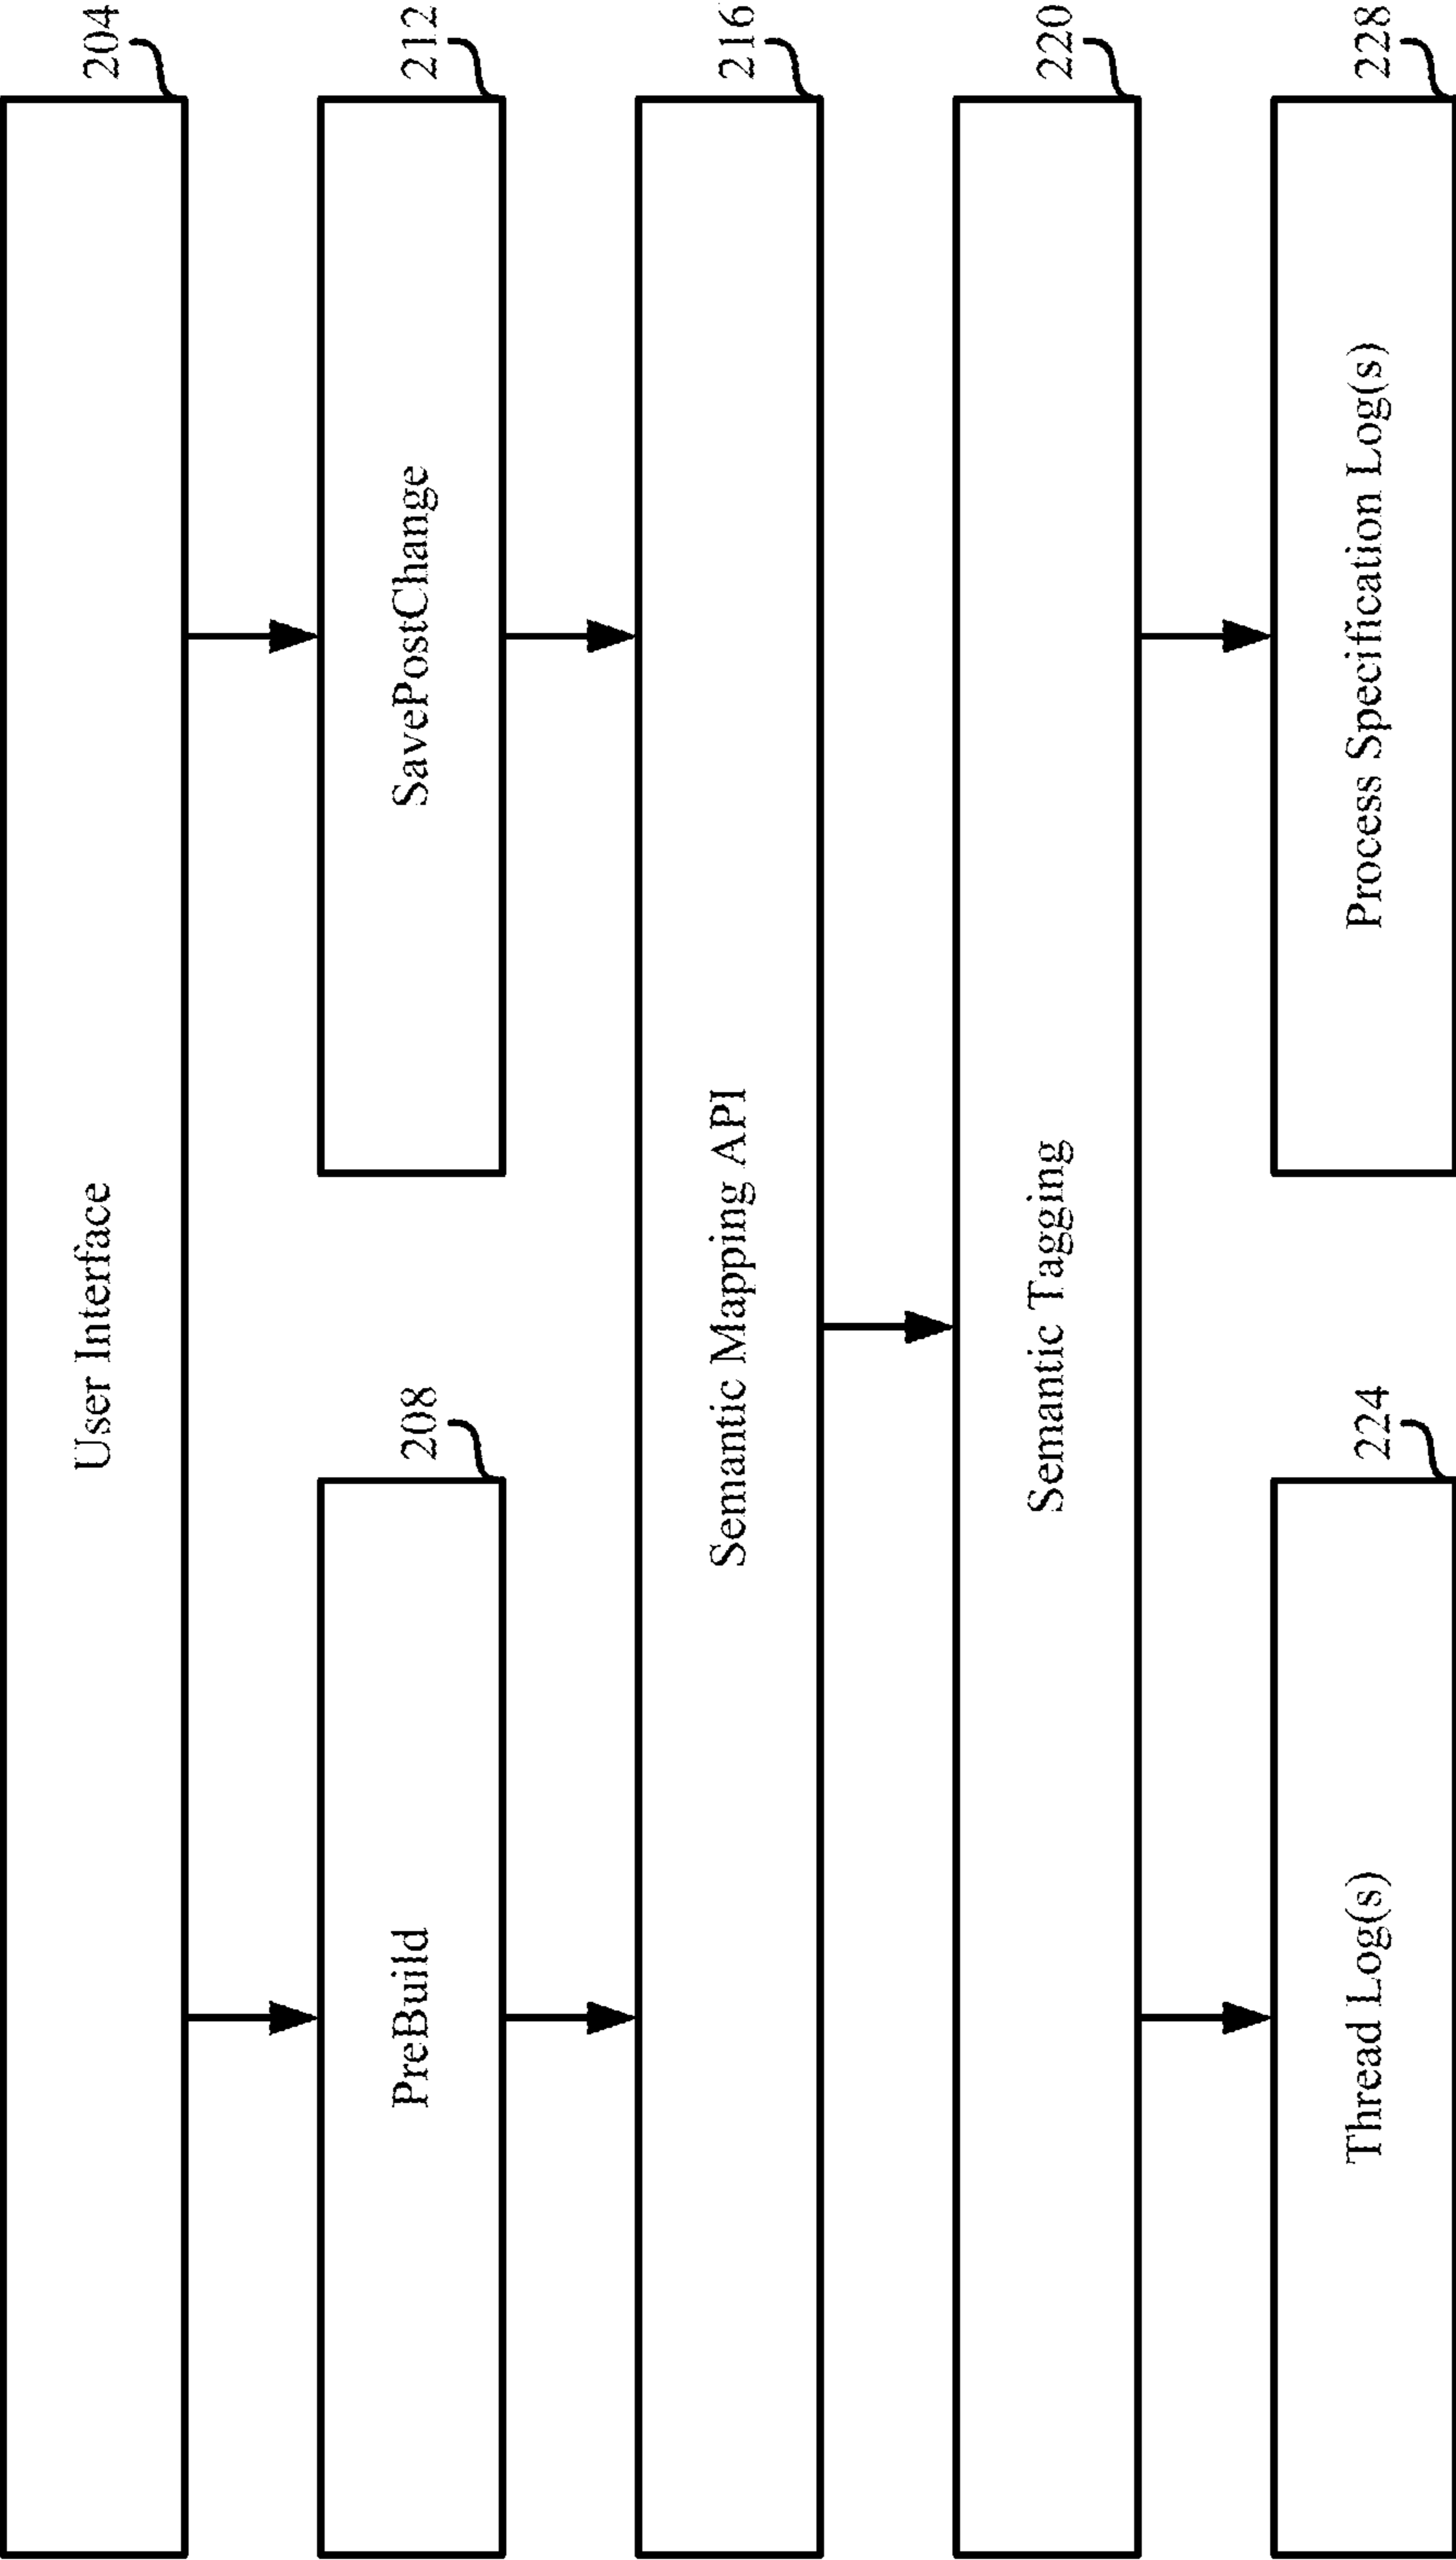 204
User Interface
208
PreBuild
212
SavePostChange
216
Semantic Mapping API
220
Semantic Tagging
224
Thread Log(s)
228
Process Specification Log(s)